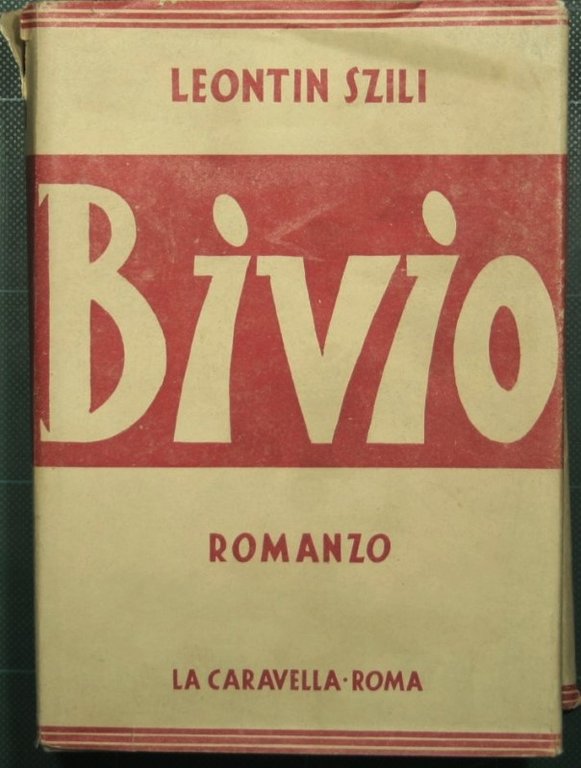 LEONTIN SZILI
Bivio
ROMANZO
LA CARAVELLA·ROMA